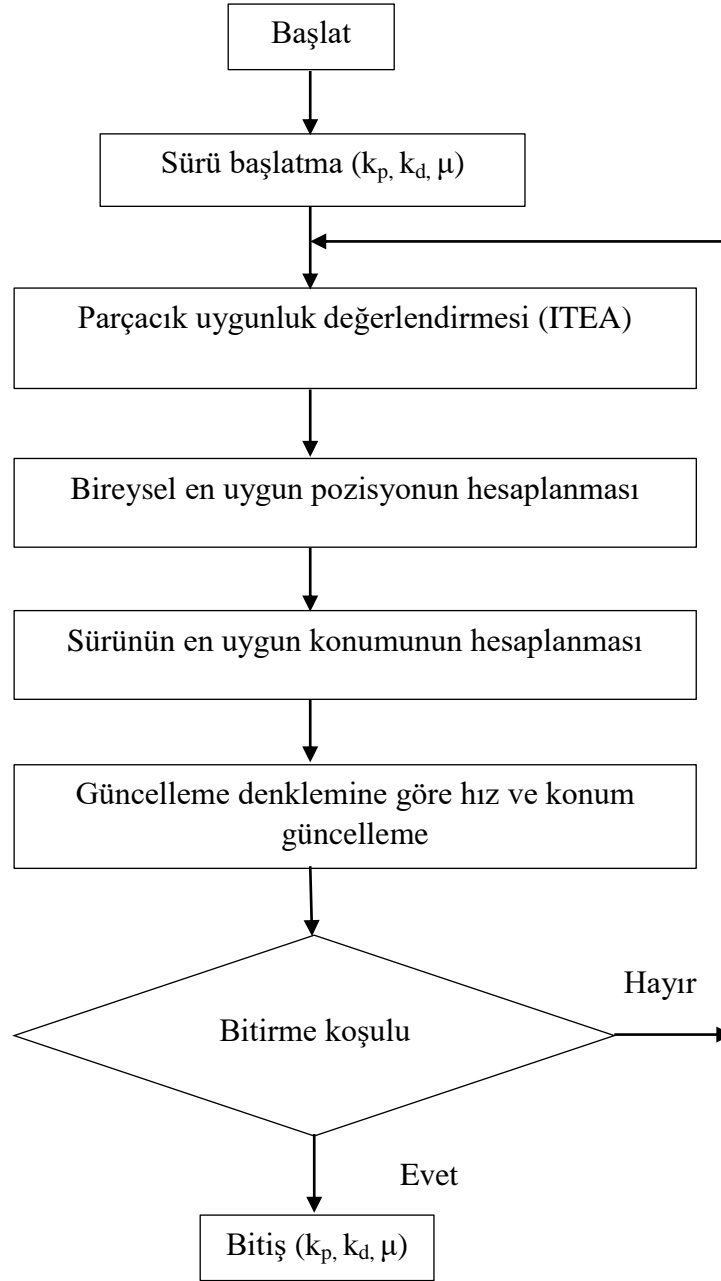 Başlat
Sürü başlatma (kp, kd, µ)
Parçacık uygunluk değerlendirmesi (ITEA)
Bireysel en uygun pozisyonun hesaplanması
Sürünün en uygun konumunun hesaplanması
Güncelleme denklemine göre hız ve konum
güncelleme
Hayır
Bitirme koşulu
Evet
Bitiş (kp, kd, µ)